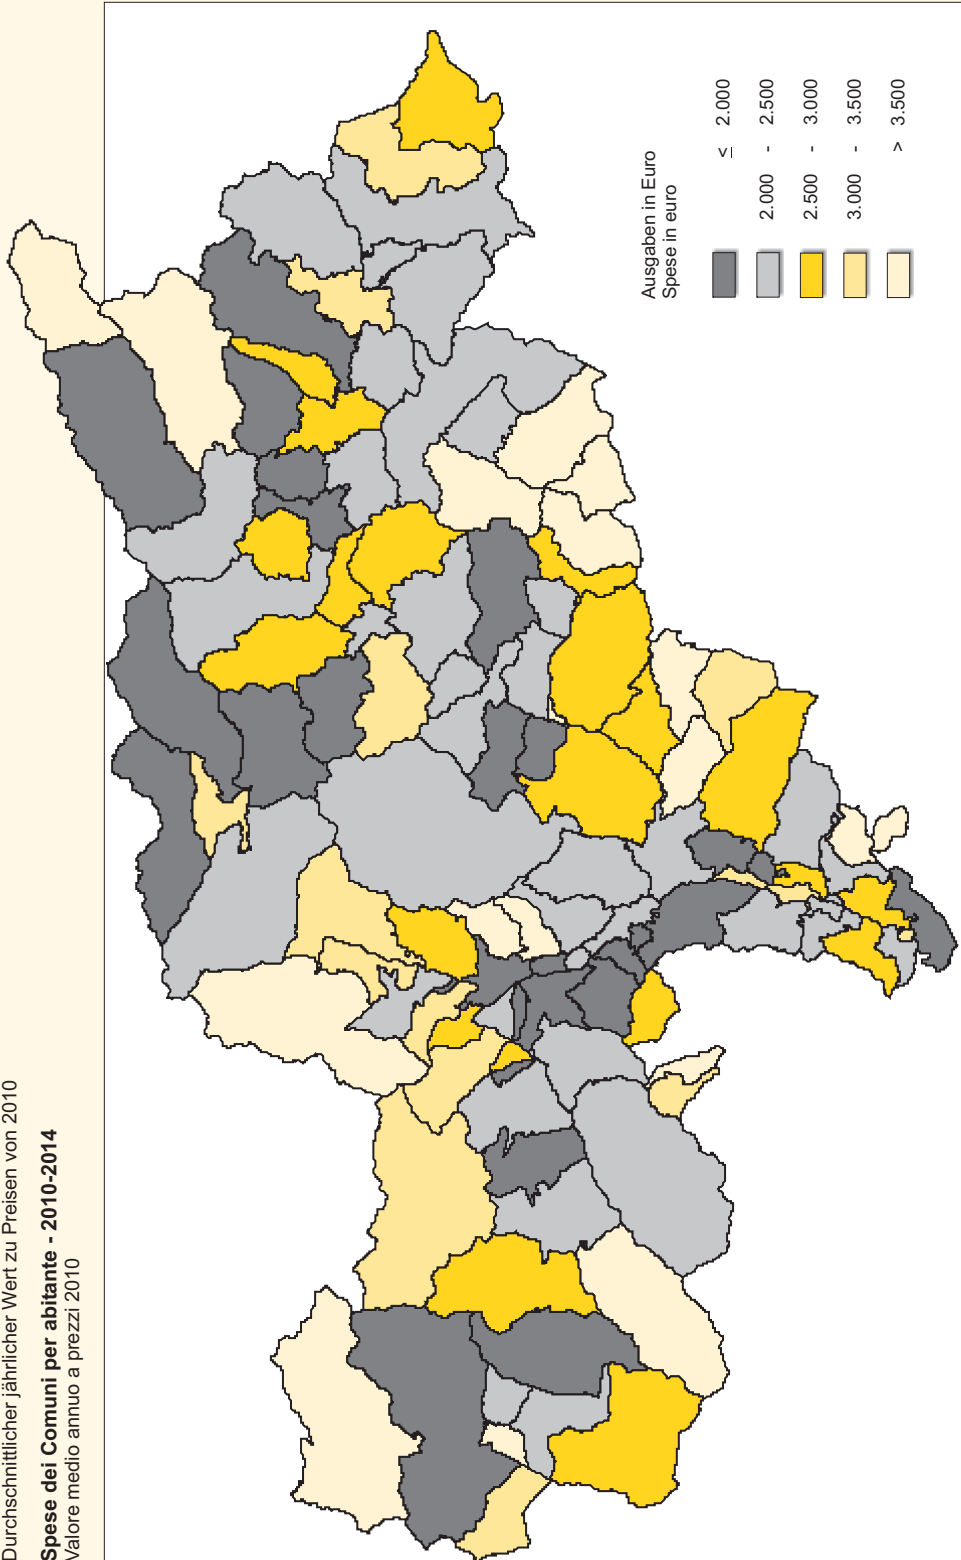 Durchschnittlicher jährlicher Wert zu Preisen von 2010
Spese dei Comuni per abitante - 2010-2014
Valore medio annuo a prezzi 2010
Ausgaben in Euro
Spese in euro
≤ 2.000
2.000 - 2.500
2.500 - 3.000
3.000 - 3.500
> 3.500